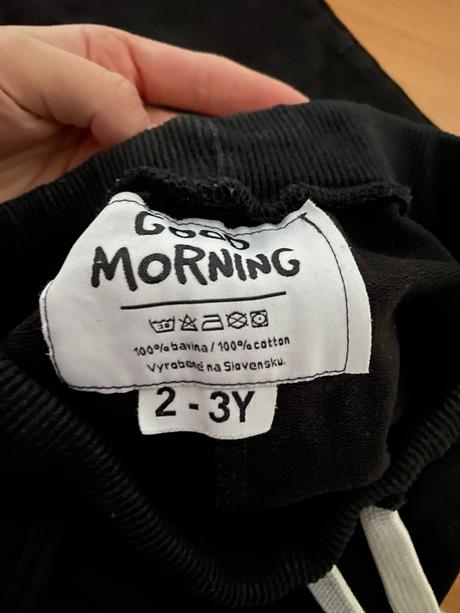 GOOD
MORNING
100% bavlna / 100% cotton
Vyrobené na Slovensku.
2 - 3Y